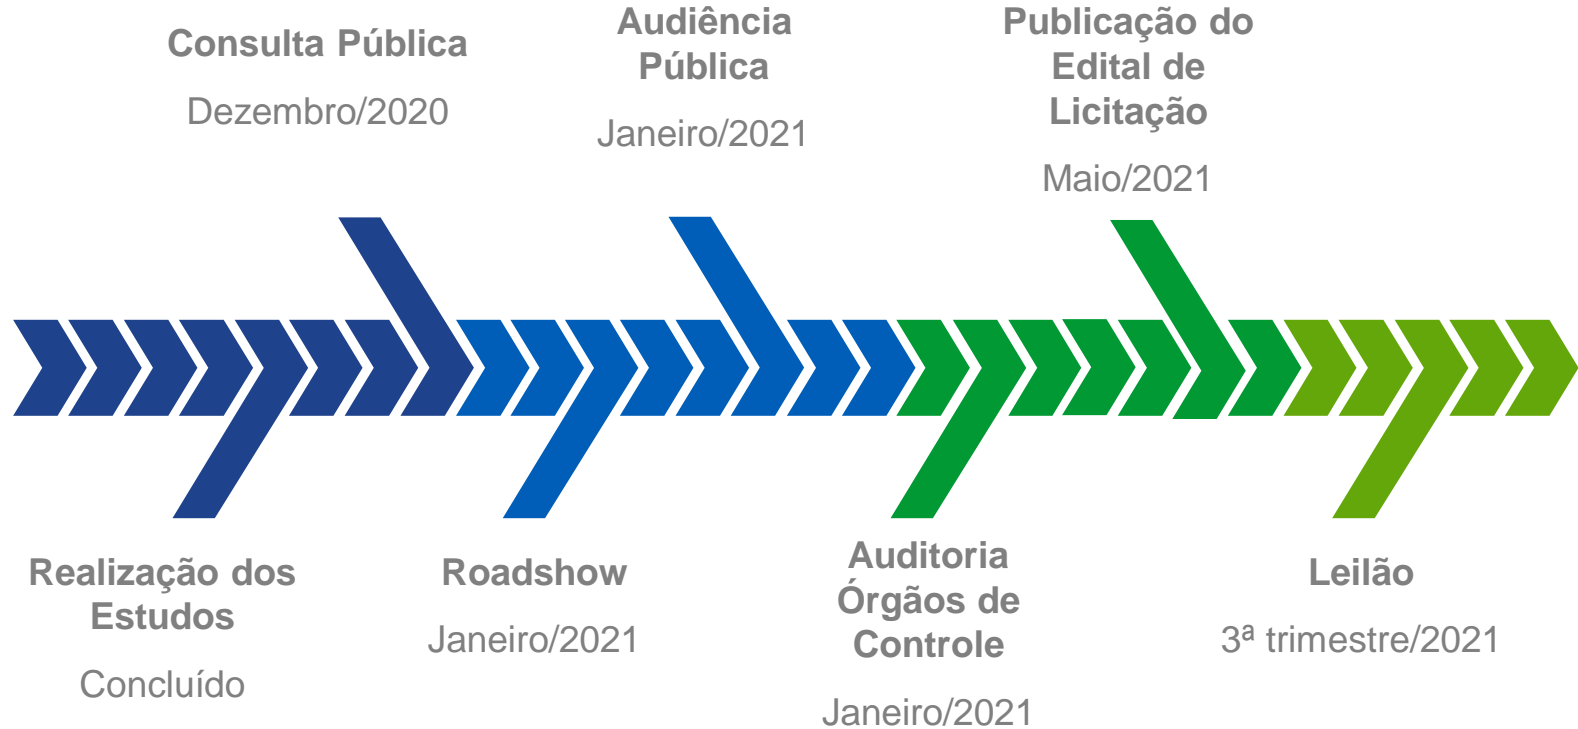 Consulta Pública
Dezembro/2020
Audiência
Pública
Janeiro/2021
Publicação do
Edital de
Licitação
Maio/2021
Realização dos
Estudos
Concluído
Roadshow
Janeiro/2021
Auditoria
Órgãos de
Controle
Janeiro/2021
Leilão
3ª trimestre/2021